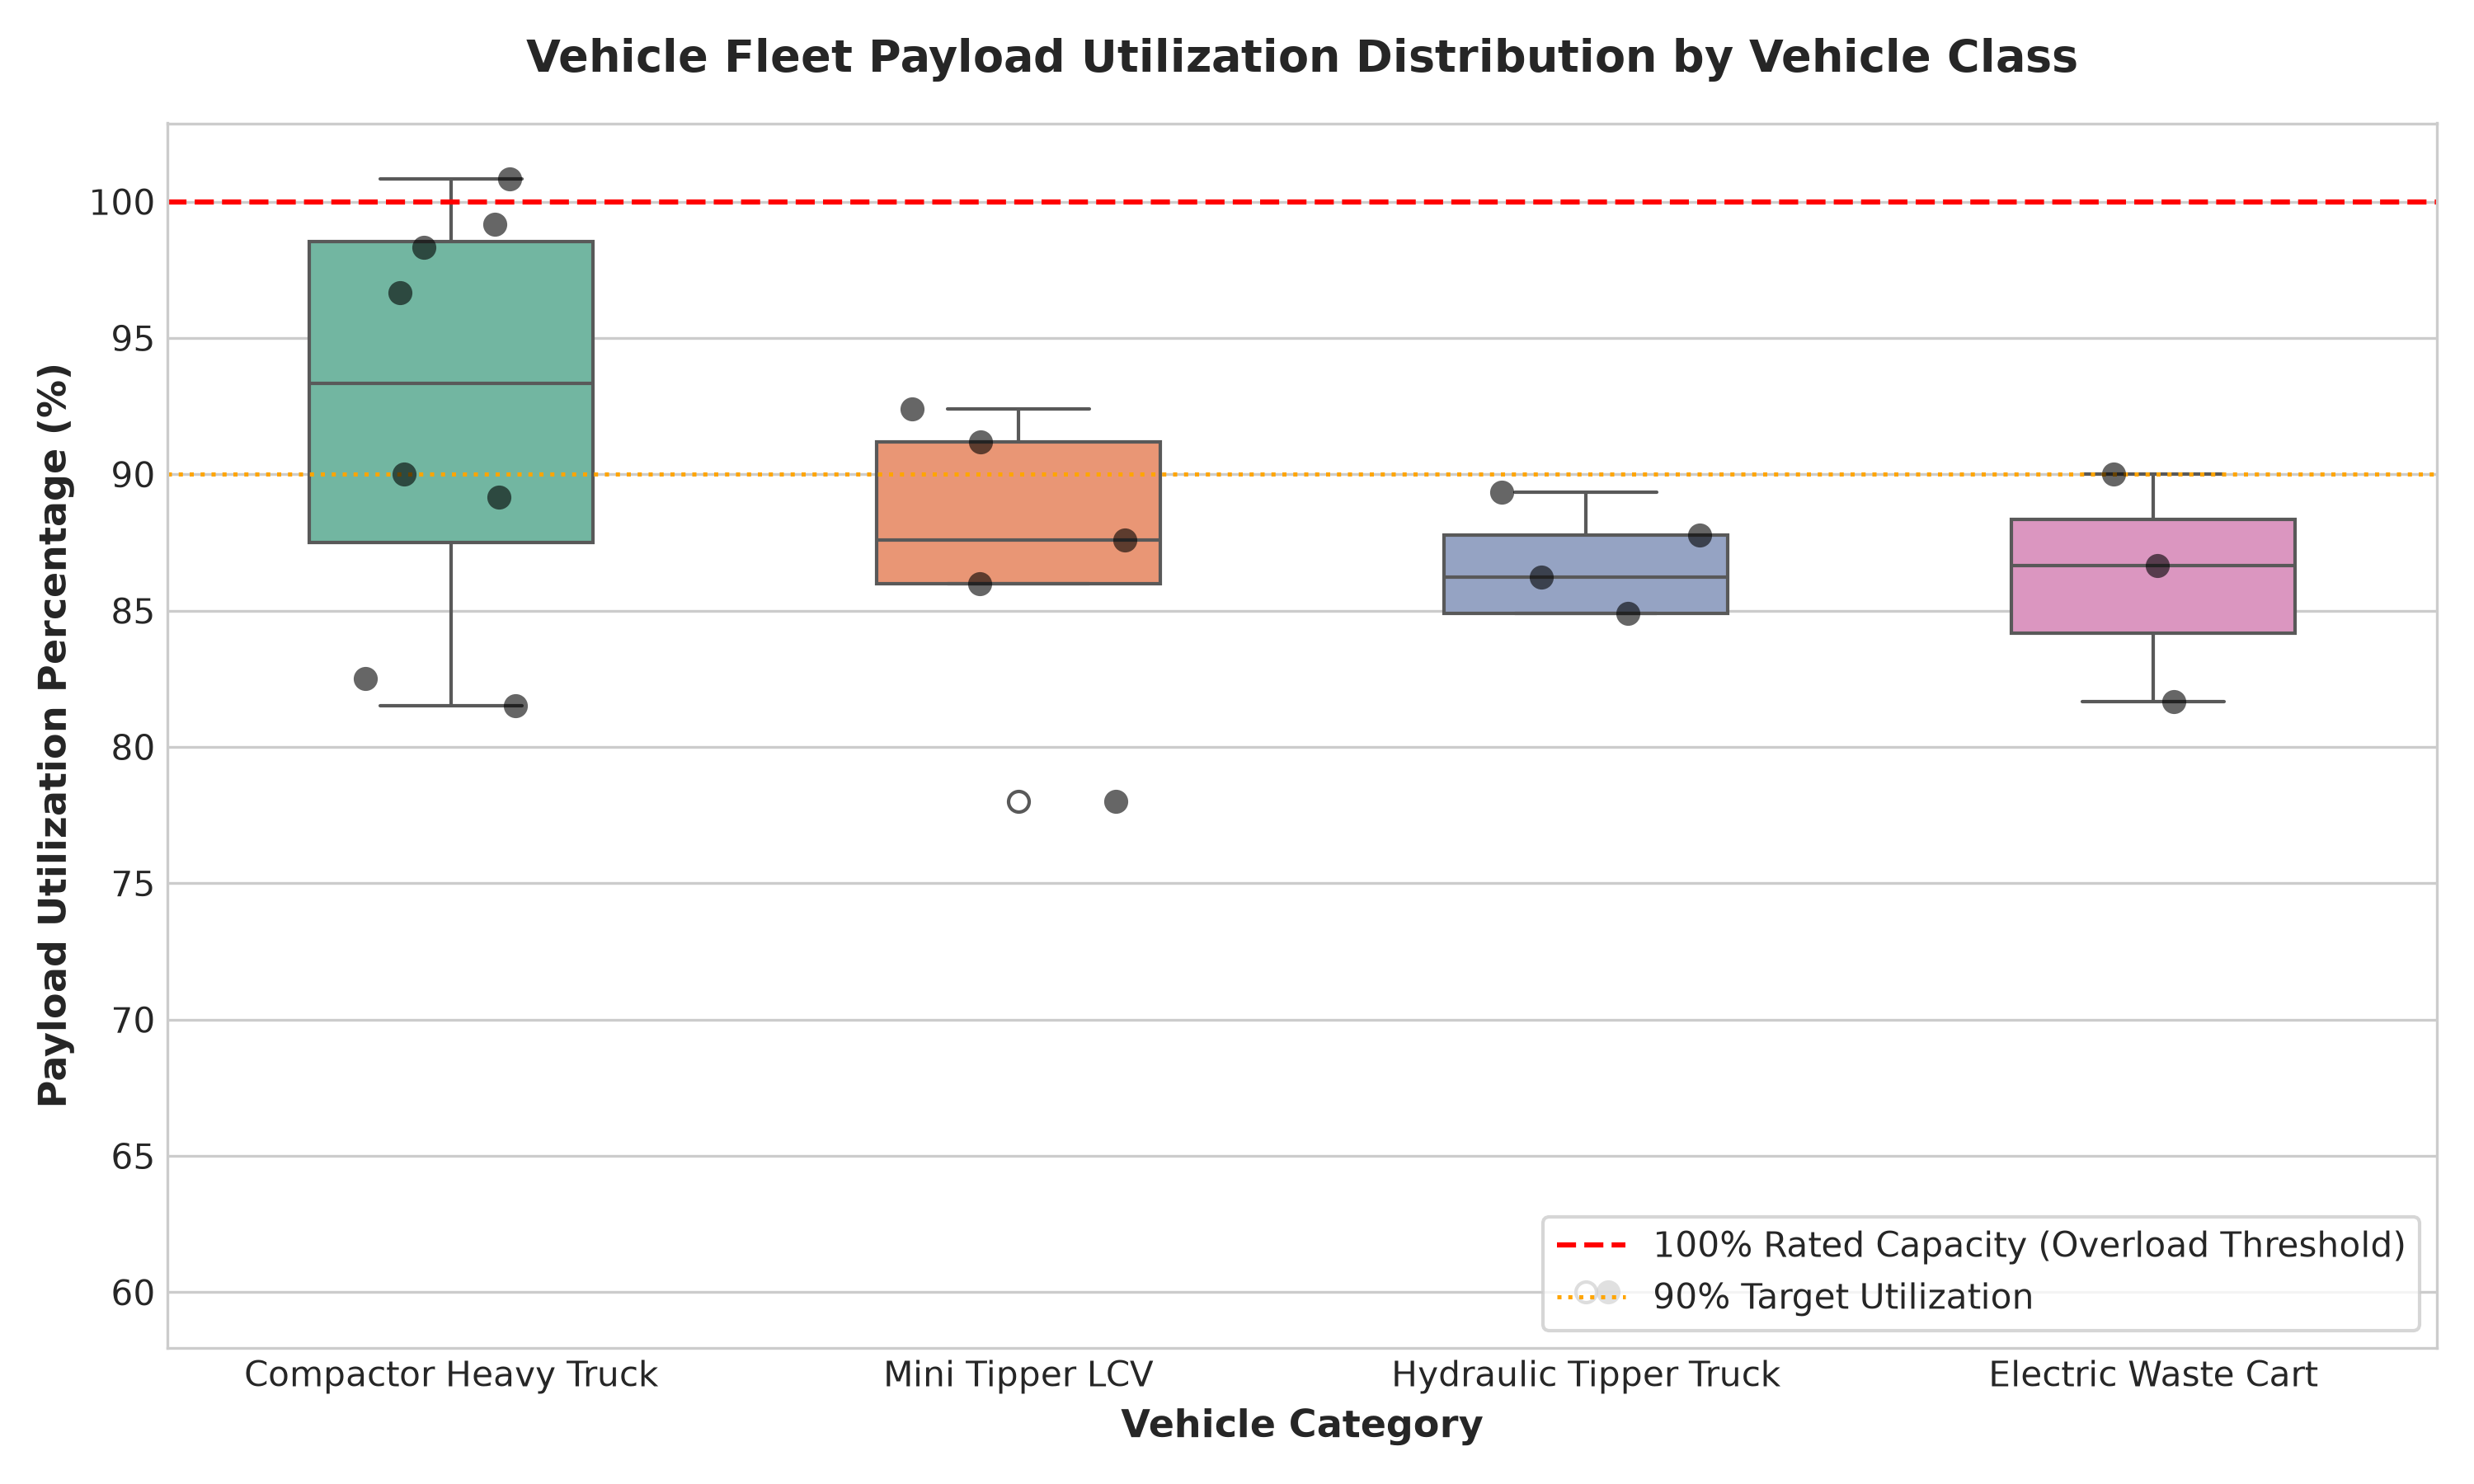 Vehicle Fleet Payload Utilization Distribution by Vehicle Class
Payload Utilization Percentage (%)
100
95
90
85
80
75
70
65
60
100% Rated Capacity (Overload Threshold)
90% Target Utilization
Compactor Heavy Truck
Mini Tipper LCV
Hydraulic Tipper Truck
Electric Waste Cart
Vehicle Category